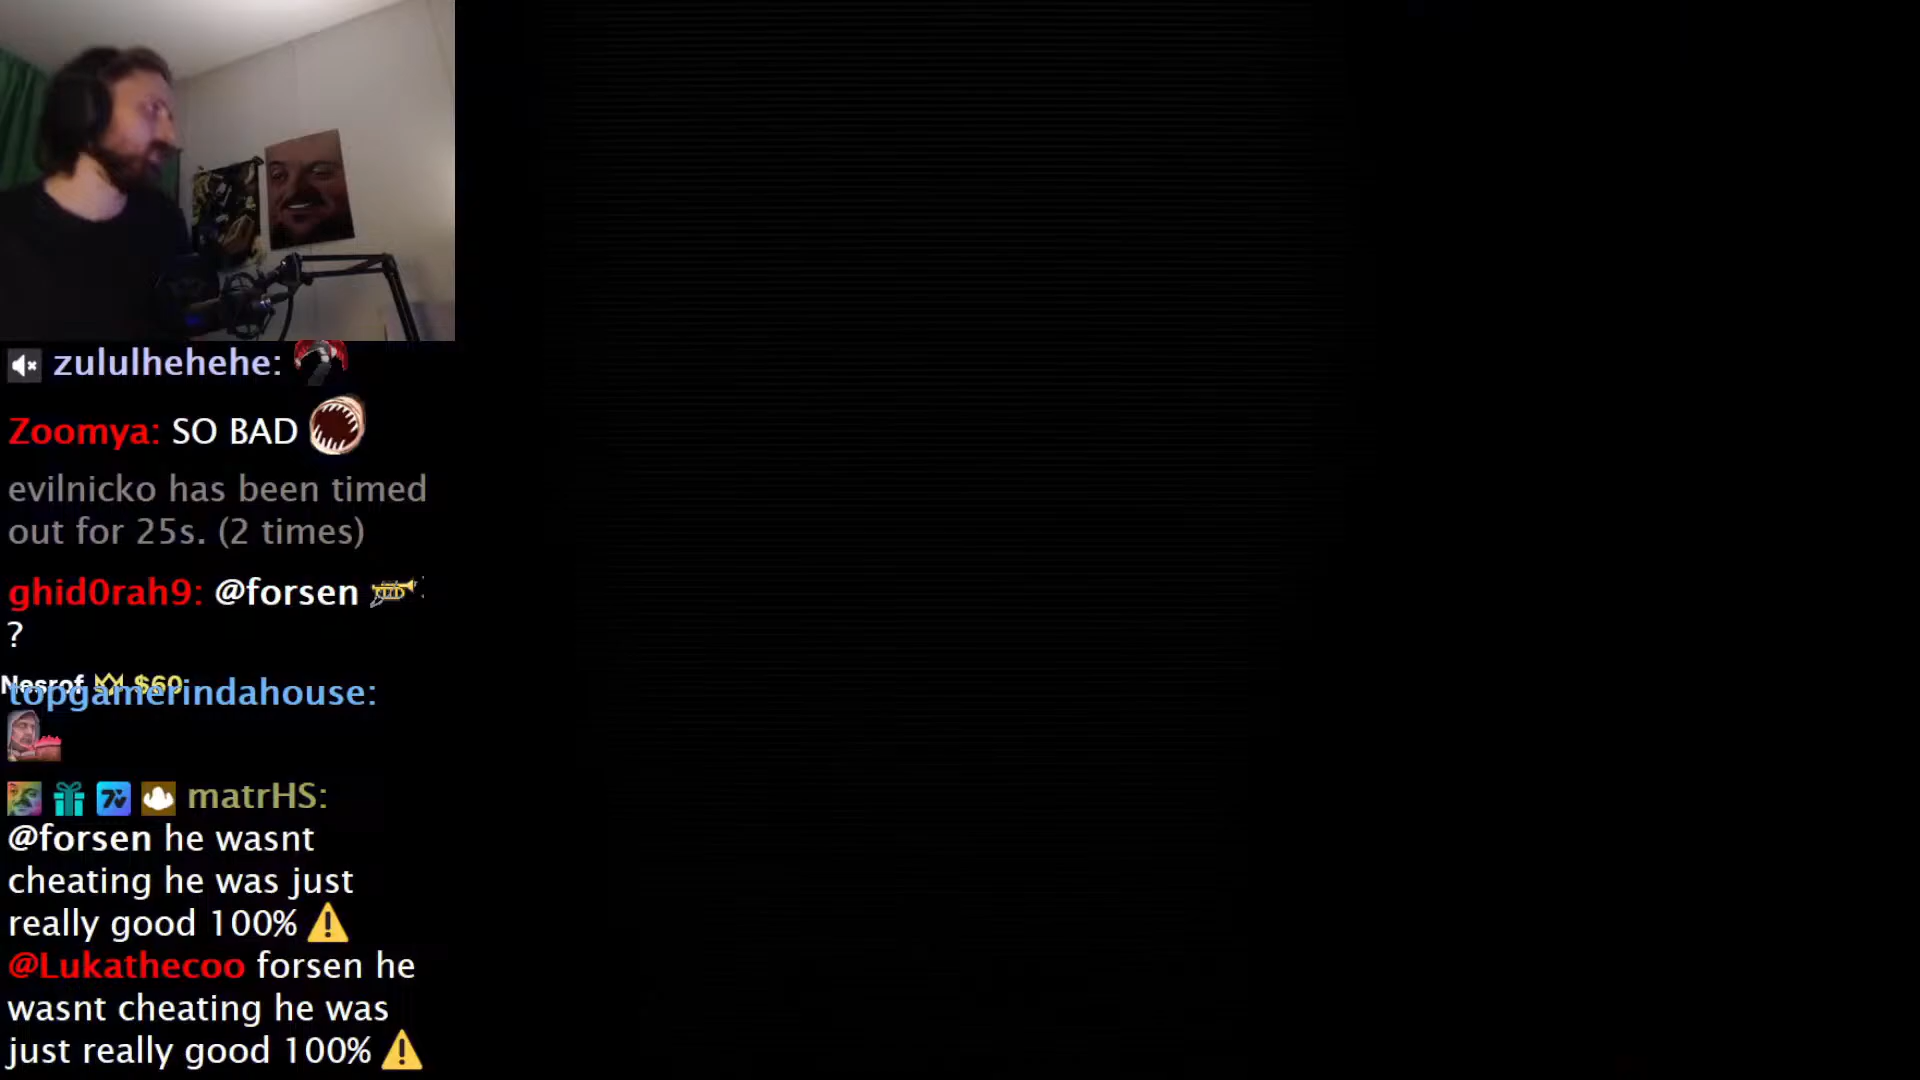 zululhehehe:
Zoomya: SO BAD
evilnicko has been timed
out for 25s. (2 times)
ghid0rah9: @forsen
?
Nesrof $60
topgamerindahouse:
matrHS:
@forsen he wasnt
cheating he was just
really good 100%
@Lukathecoo forsen he
wasnt cheating he was
just really good 100%